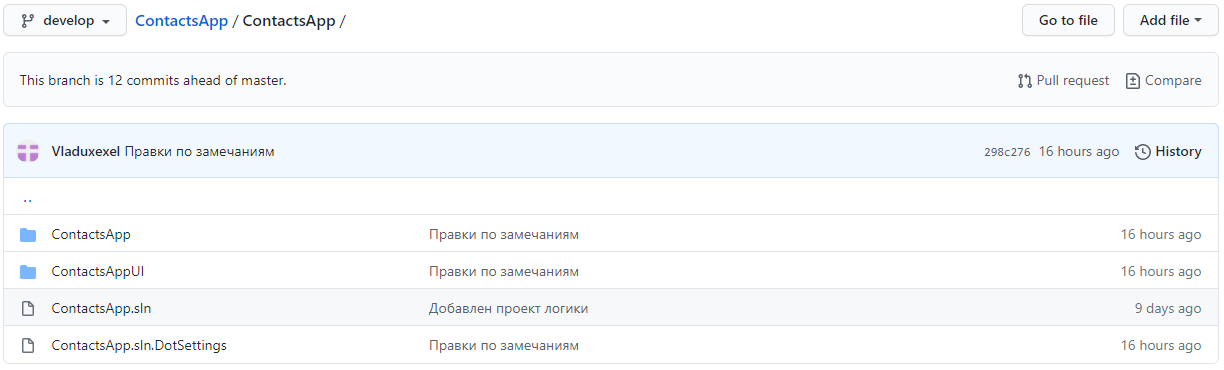 develop ContactsApp / ContactsApp / Go to file Add file
This branch is 12 commits ahead of master. Pull request Compare
Vladuxexel Правки по замечаниям 298c276 16 hours ago History
..
ContactsApp Правки по замечаниям 16 hours ago
ContactsAppUI Правки по замечаниям 16 hours ago
ContactsApp.sln Добавлен проект логики 9 days ago
ContactsApp.sln.DotSettings Правки по замечаниям 16 hours ago